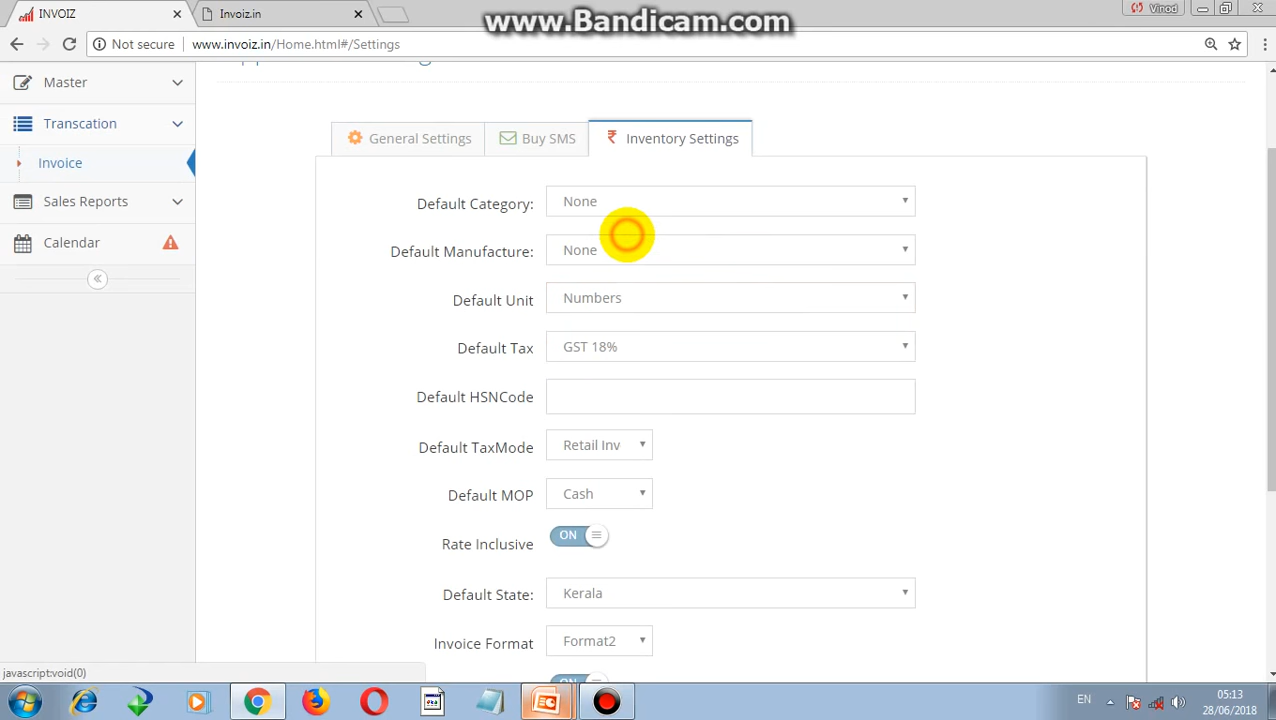 INVOIZ
Invoiz.in
www.Bandicam.com
Vinod
Not secure
www.invoiz.in/Home.html#/Settings
Master
Transcation
Invoice
Sales Reports
Calendar
General Settings
Buy SMS
Inventory Settings
Default Category:
None
Default Manufacture:
None
Default Unit
Numbers
Default Tax
GST 18%
Default HSNCode
Default TaxMode
Retail Inv
Default MOP
Cash
Rate Inclusive
ON
Default State:
Kerala
Invoice Format
Format2
javascript:void(0)
EN
05:13
28/06/2018